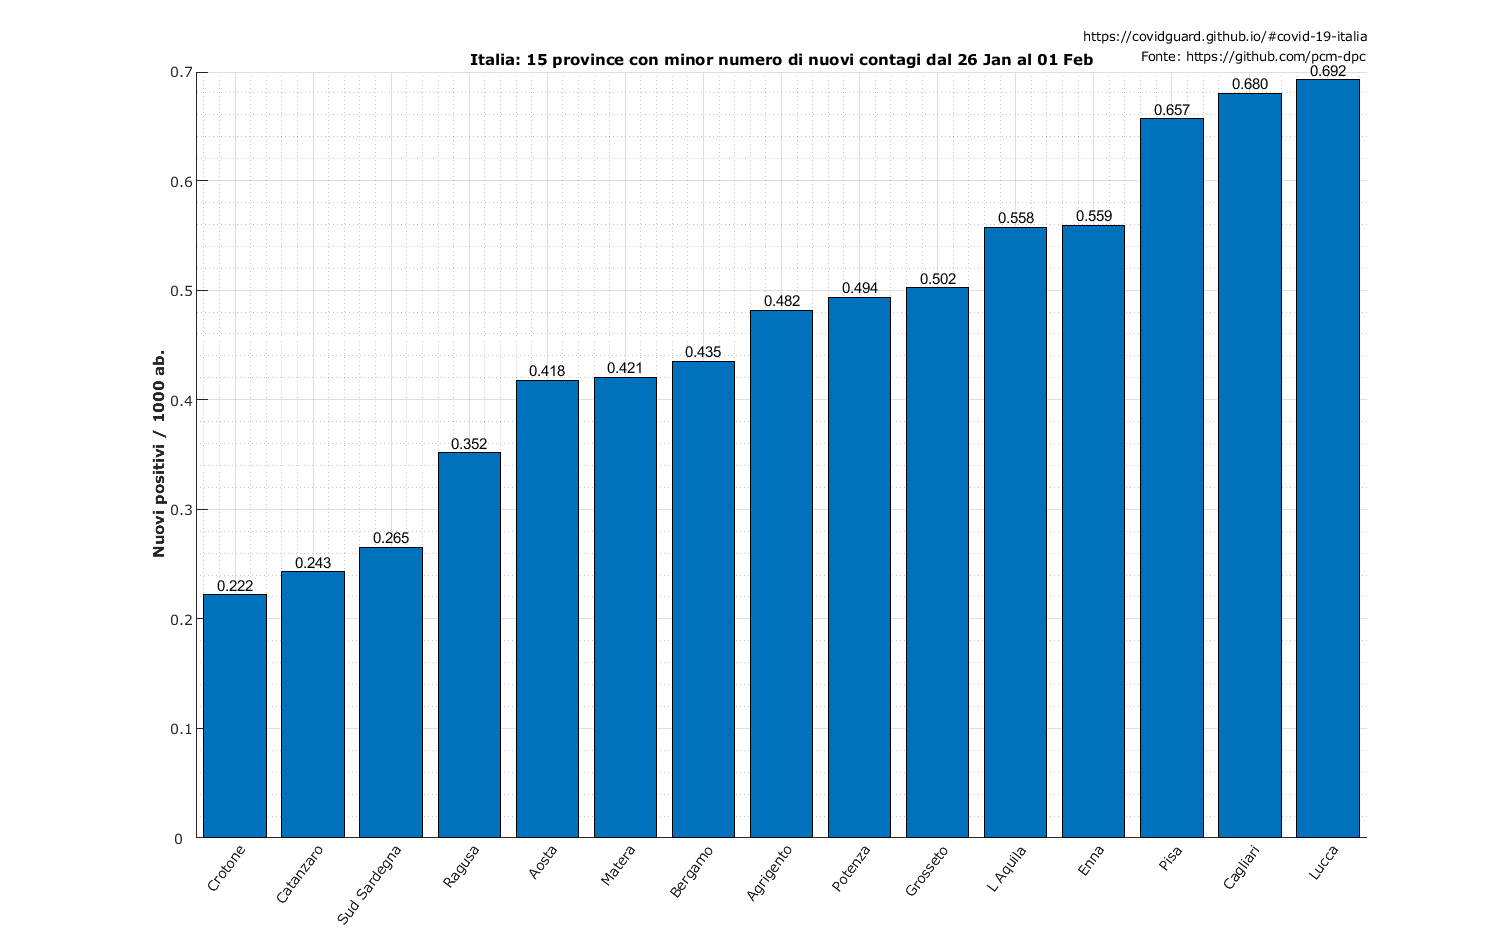 https://covidguard.github.io/#covid-19-italia
Italia: 15 province con minor numero di nuovi contagi dal 26 Jan al 01 Feb
Fonte: https://github.com/pcm-dpc
Nuovi positivi / 1000 ab.
0.7
0.6
0.5
0.4
0.3
0.2
0.1
0
0.222
0.243
0.265
0.352
0.418
0.421
0.435
0.482
0.494
0.502
0.558
0.559
0.657
0.680
0.692
Crotone
Catanzaro
Sud Sardegna
Ragusa
Aosta
Matera
Bergamo
Agrigento
Potenza
Grosseto
L Aquila
Enna
Pisa
Cagliari
Lucca